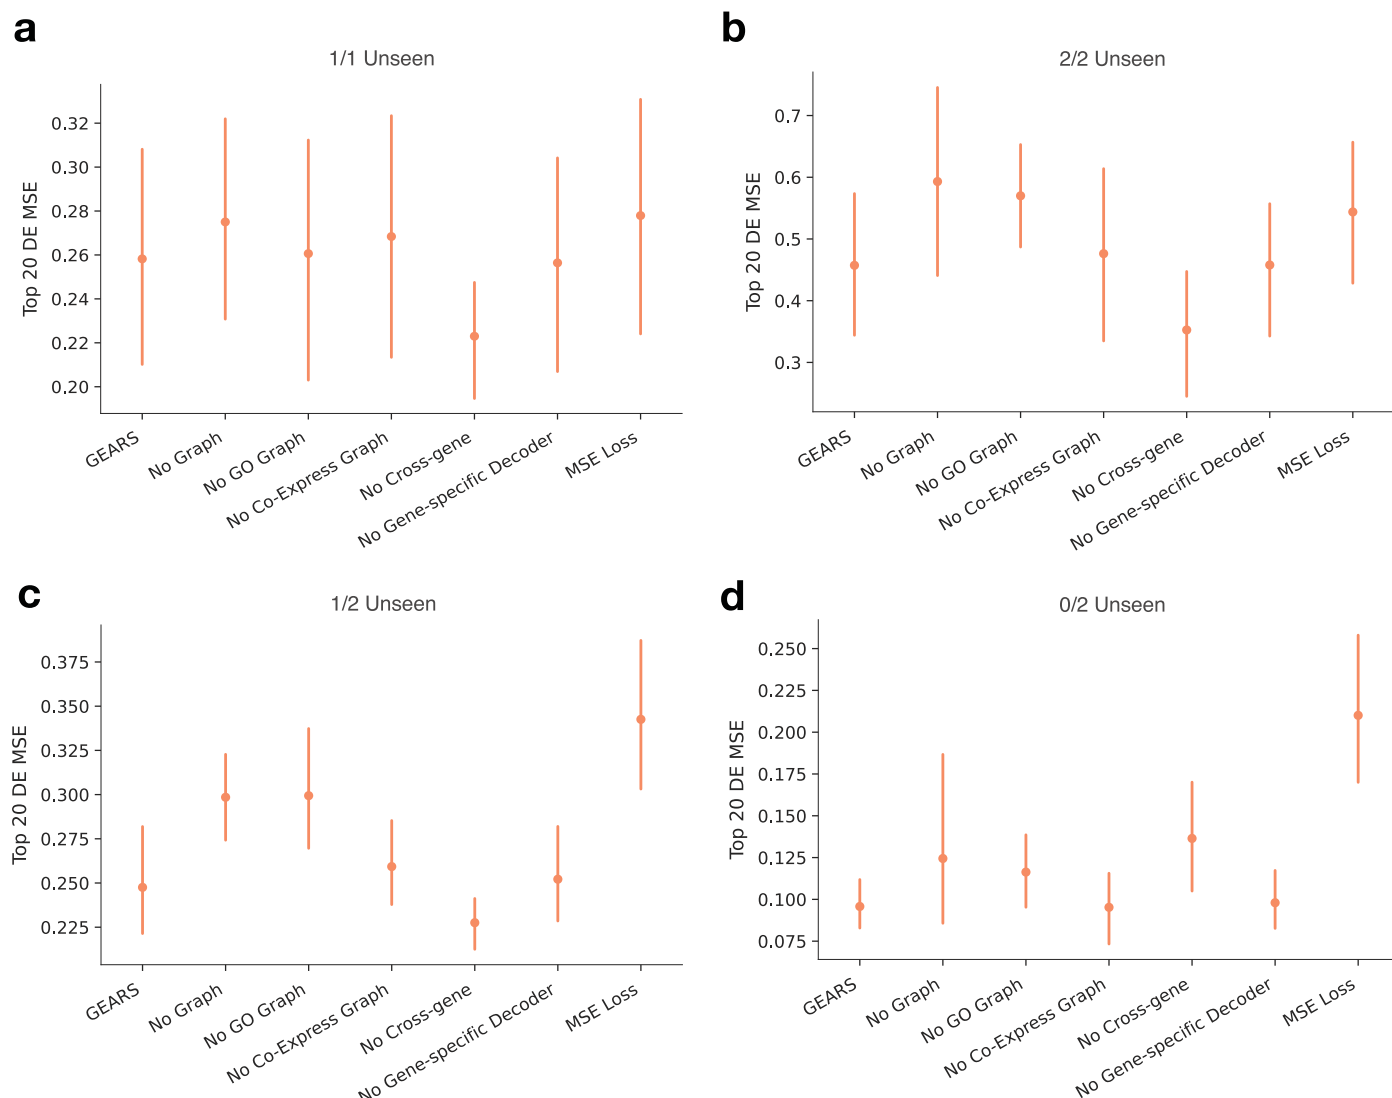 a
1/1 Unseen
Top 20 DE MSE
0.32
0.30
0.28
0.26
0.24
0.22
0.20
GEARS
No Graph
No GO Graph
No Co-Express Graph
No Cross-gene
No Gene-specific Decoder
MSE Loss
b
2/2 Unseen
Top 20 DE MSE
0.7
0.6
0.5
0.4
0.3
GEARS
No Graph
No GO Graph
No Co-Express Graph
No Cross-gene
No Gene-specific Decoder
MSE Loss
c
1/2 Unseen
Top 20 DE MSE
0.375
0.350
0.325
0.300
0.275
0.250
0.225
GEARS
No Graph
No GO Graph
No Co-Express Graph
No Cross-gene
No Gene-specific Decoder
MSE Loss
d
0/2 Unseen
Top 20 DE MSE
0.250
0.225
0.200
0.175
0.150
0.125
0.100
0.075
GEARS
No Graph
No GO Graph
No Co-Express Graph
No Cross-gene
No Gene-specific Decoder
MSE Loss